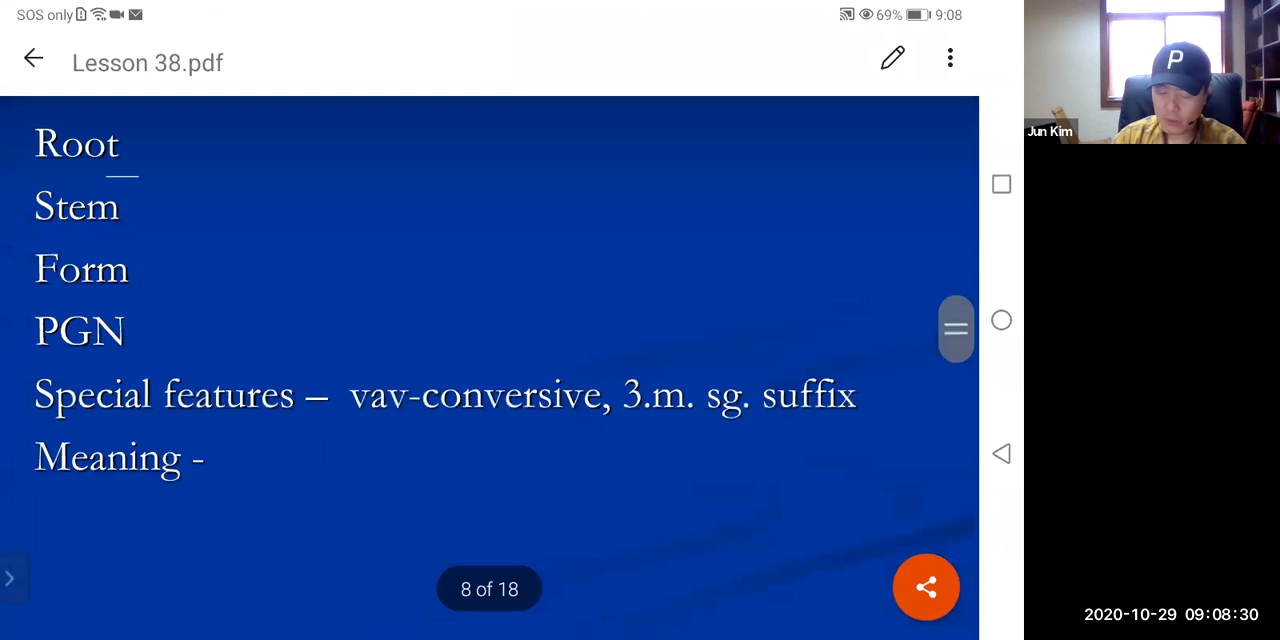 SOS only 69% 9:08
Lesson 38.pdf
Root
Stem
Form
PGN
Special features – vav-conversive, 3.m. sg. suffix
Meaning -
8 of 18
P
Jun Kim
2020-10-29 09:08:30